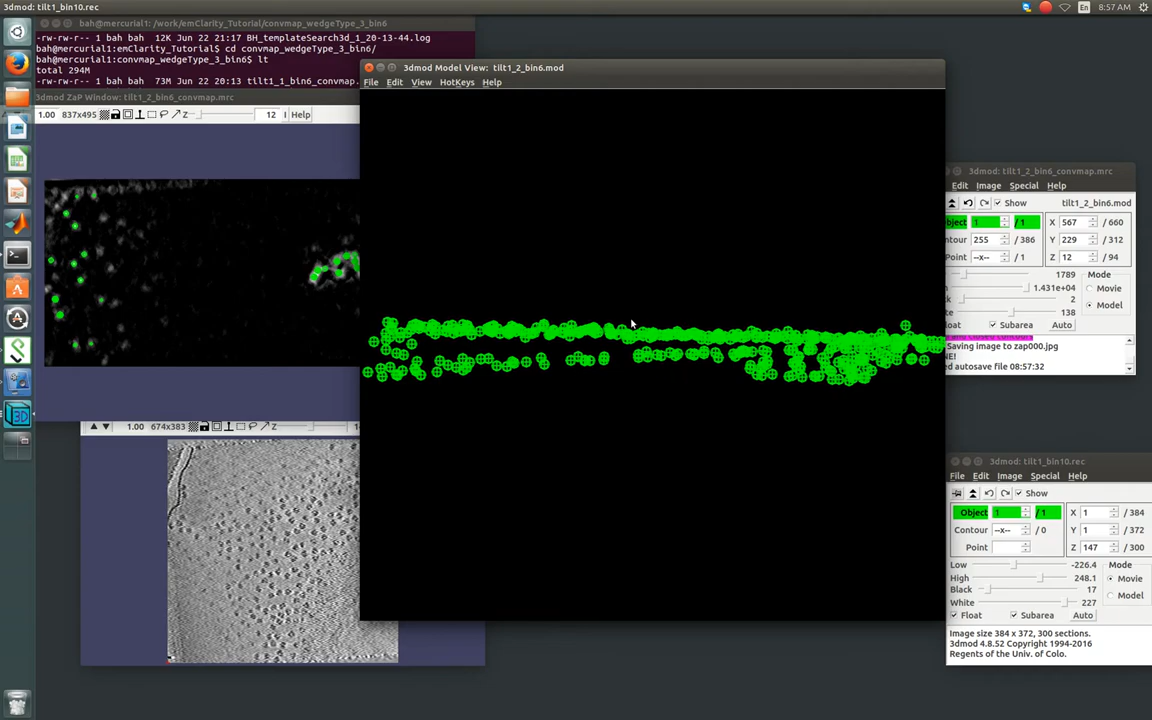 3dmod: tilt1_bin10.rec
En
8:57 AM
bah@mercurial1: /work/emClarity_Tutorial/convmap_wedgeType_3_bin6
-rw-rw-r-- 1 bah bah  12K Jun 22 21:17 BH_templateSearch3d_1_20-13-44.log
bah@mercurial1:emClarity_Tutorial$ cd convmap_wedgeType_3_bin6/
bah@mercurial1:convmap_wedgeType_3_bin6$ lt
total 294M
-rw-rw-r-- 1 bah bah  73M Jun 22 20:13 tilt1_1_bin6_convmap.
3dmod ZaP Window: tilt1_2_bin6_convmap.mrc
1.00 837x495 Z 12 I Help
3dmod Model View: tilt1_2_bin6.mod
File Edit View HotKeys Help
1.00 674x383 Z
3dmod: tilt1_2_bin6_convmap.mrc
Edit Image Special Help
Show tilt1_2_bin6.mod
Object 1 / 1 X 567 / 660
ntour 255 / 386 Y 229 / 312
Point --x-- / 1 Z 12 / 94
1789 Mode
1.431e+04 Movie
2 Model
138
Subarea Auto
Saving image to zap000.jpg
NE!
d autosave file 08:57:32
3dmod: tilt1_bin10.rec
File Edit Image Special Help
Show
Object 1 / 1 X 1 / 384
Contour --x-- / 0 Y 1 / 372
Point Z 147 / 300
Low -226.4 Mode
High 248.1 Movie
Black 17 Model
White 227
Float Subarea Auto
Image size 384 x 372, 300 sections.
3dmod 4.8.52 Copyright 1994-2016
Regents of the Univ. of Colo.